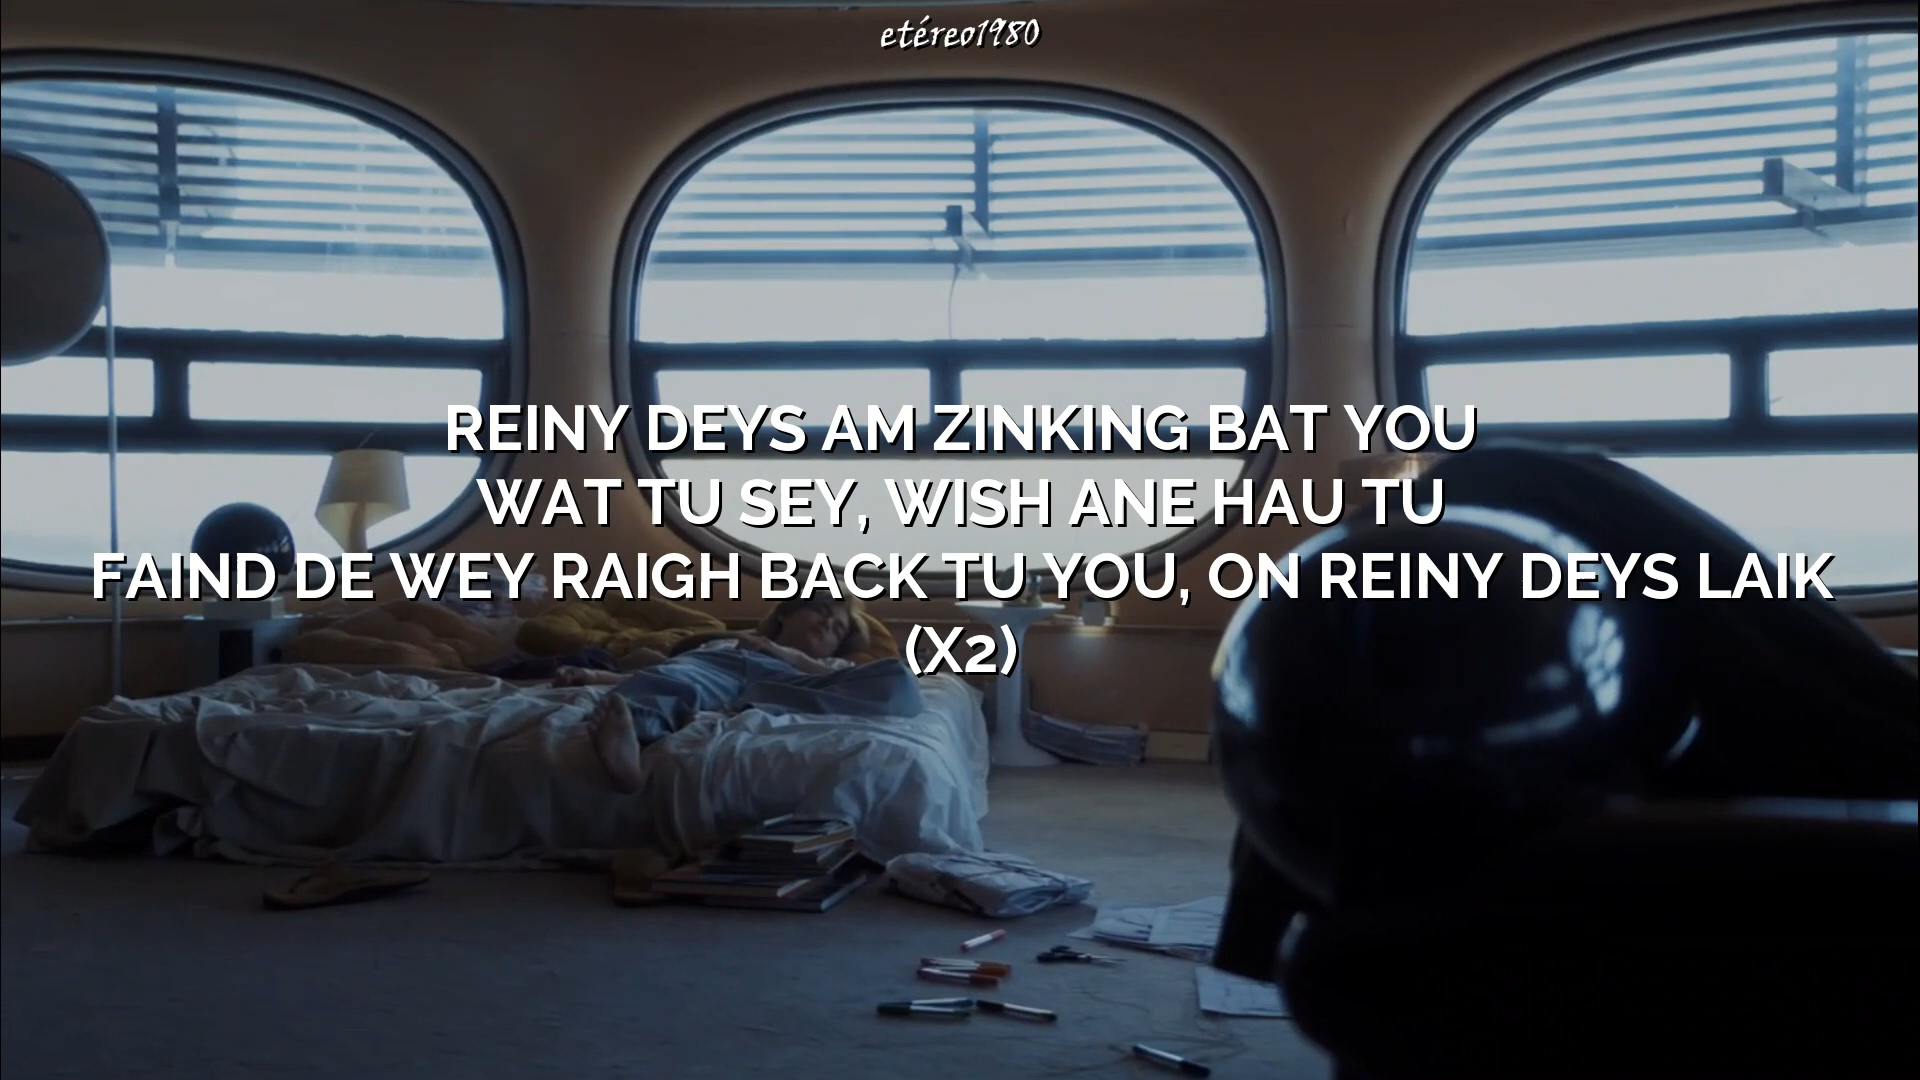 etéreo1980
REINY DEYS AM ZINKING BAT YOU
WAT TU SEY, WISH ANE HAU TU
FAIND DE WEY RAIGH BACK TU YOU, ON REINY DEYS LAIK
(X2)